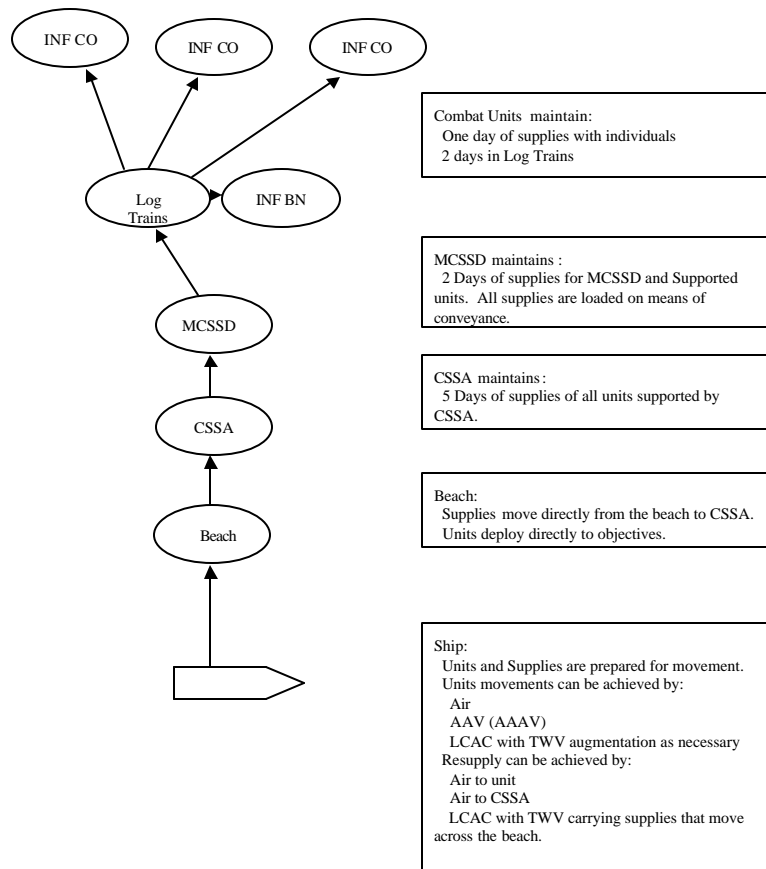 INF CO
INF CO
INF CO
Combat Units maintain:
One day of supplies with individuals
2 days in Log Trains
Log
Trains
INF BN
MCSSD maintains :
2 Days of supplies for MCSSD and Supported
units. All supplies are loaded on means of
conveyance.
MCSSD
CSSA maintains:
5 Days of supplies of all units supported by
CSSA.
CSSA
Beach:
Supplies move directly from the beach to CSSA.
Units deploy directly to objectives.
Beach
Ship:
Units and Supplies are prepared for movement.
Units movements can be achieved by:
Air
AAV (AAAV)
LCAC with TWV augmentation as necessary
Resupply can be achieved by:
Air to unit
Air to CSSA
LCAC with TWV carrying supplies that move
across the beach.